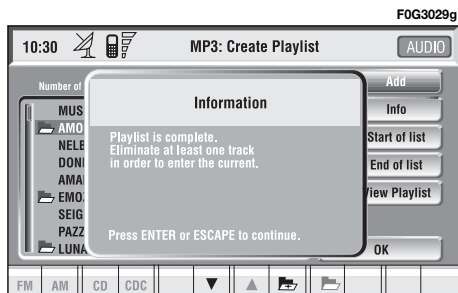 F0G3029g
10:30 MP3: Create Playlist AUDIO
Number of
Add
Information
MUS
Info
AMO
Playlist is complete.
Start of list
NELE
Eliminate at least one track
DONI
in order to enter the current.
End of list
AMAI
EMOZ
View Playlist
SEIG
PAZZ
Press ENTER or ESCAPE to continue.
LUNA
OK
FM AM CD CDC